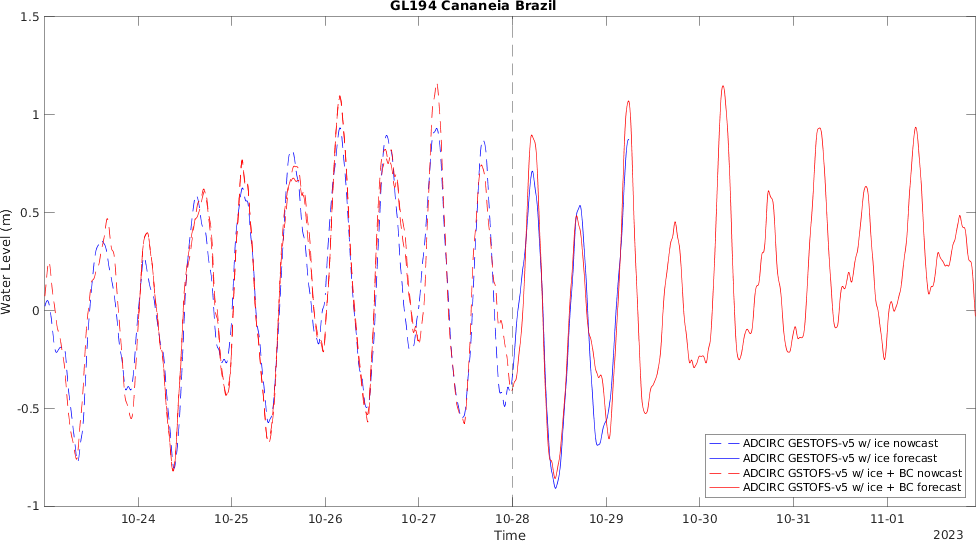 GL194 Cananeia Brazil
1.5
1
0.5
0
-0.5
-1
Water Level (m)
10-24 10-25 10-26 10-27 10-28 10-29 10-30 10-31 11-01
Time
2023
ADCIRC GESTOFS-v5 w/ ice nowcast
ADCIRC GESTOFS-v5 w/ ice forecast
ADCIRC GSTOFS-v5 w/ ice + BC nowcast
ADCIRC GSTOFS-v5 w/ ice + BC forecast